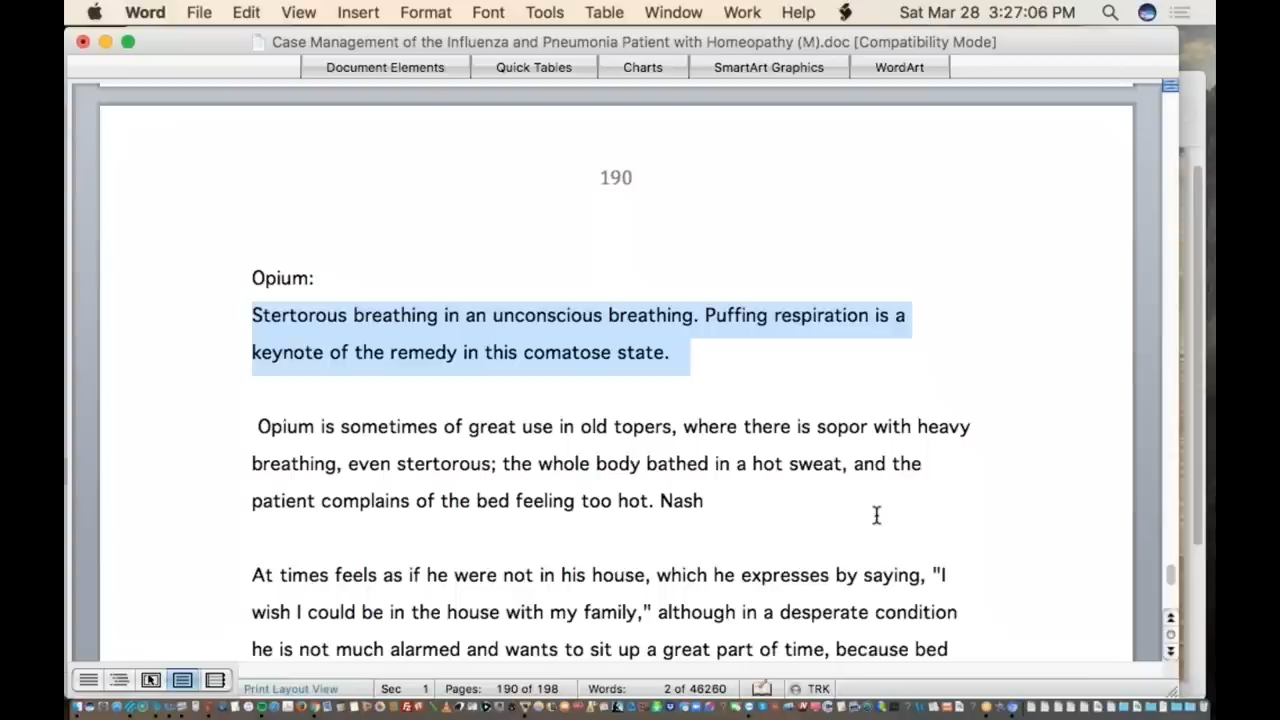 Word File Edit View Insert Format Font Tools Table Window Work Help Sat Mar 28 3:27:06 PM
Case Management of the Influenza and Pneumonia Patient with Homeopathy (M).doc [Compatibility Mode]
Document Elements Quick Tables Charts SmartArt Graphics WordArt
190
Opium:
Stertorous breathing in an unconscious breathing. Puffing respiration is a
keynote of the remedy in this comatose state.
Opium is sometimes of great use in old topers, where there is sopor with heavy
breathing, even stertorous; the whole body bathed in a hot sweat, and the
patient complains of the bed feeling too hot. Nash
At times feels as if he were not in his house, which he expresses by saying, "I
wish I could be in the house with my family," although in a desperate condition
he is not much alarmed and wants to sit up a great part of time, because bed
Print Layout View Sec 1 Pages: 190 of 198 Words: 2 of 46260 TRK